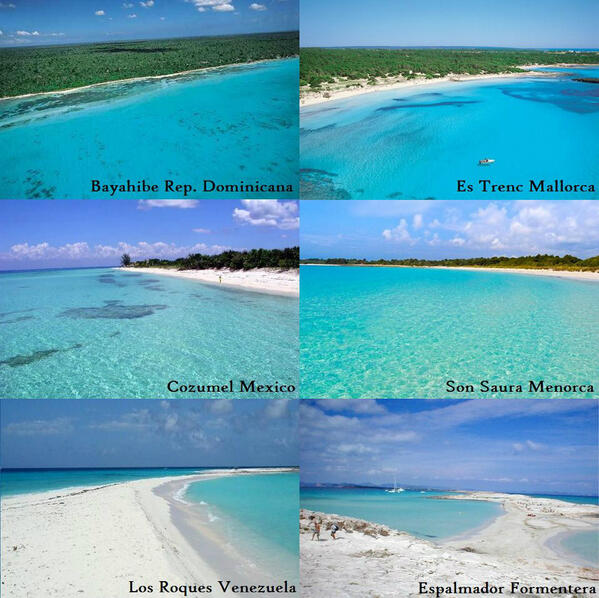 Bayahibe Rep. Dominicana
Es Trenc Mallorca
Cozumel Mexico
Son Saura Menorca
Los Roques Venezuela
Espalmador Formentera